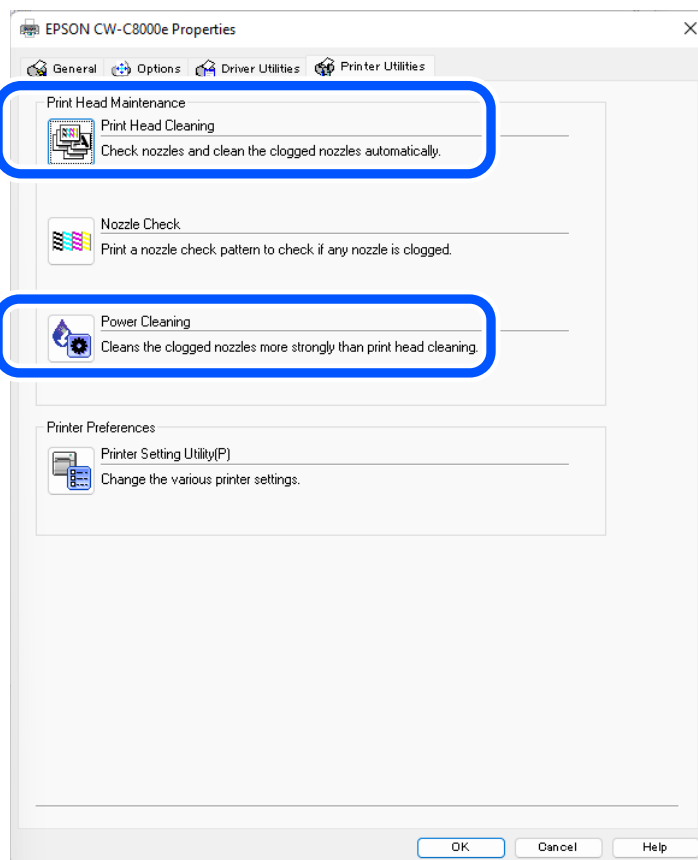 EPSON CW-C8000e Properties
General Options Driver Utilities Printer Utilities
Print Head Maintenance
Print Head Cleaning
Check nozzles and clean the clogged nozzles automatically.
Nozzle Check
Print a nozzle check pattern to check if any nozzle is clogged.
Power Cleaning
Cleans the clogged nozzles more strongly than print head cleaning.
Printer Preferences
Printer Setting Utility(P)
Change the various printer settings.
OK Cancel Help